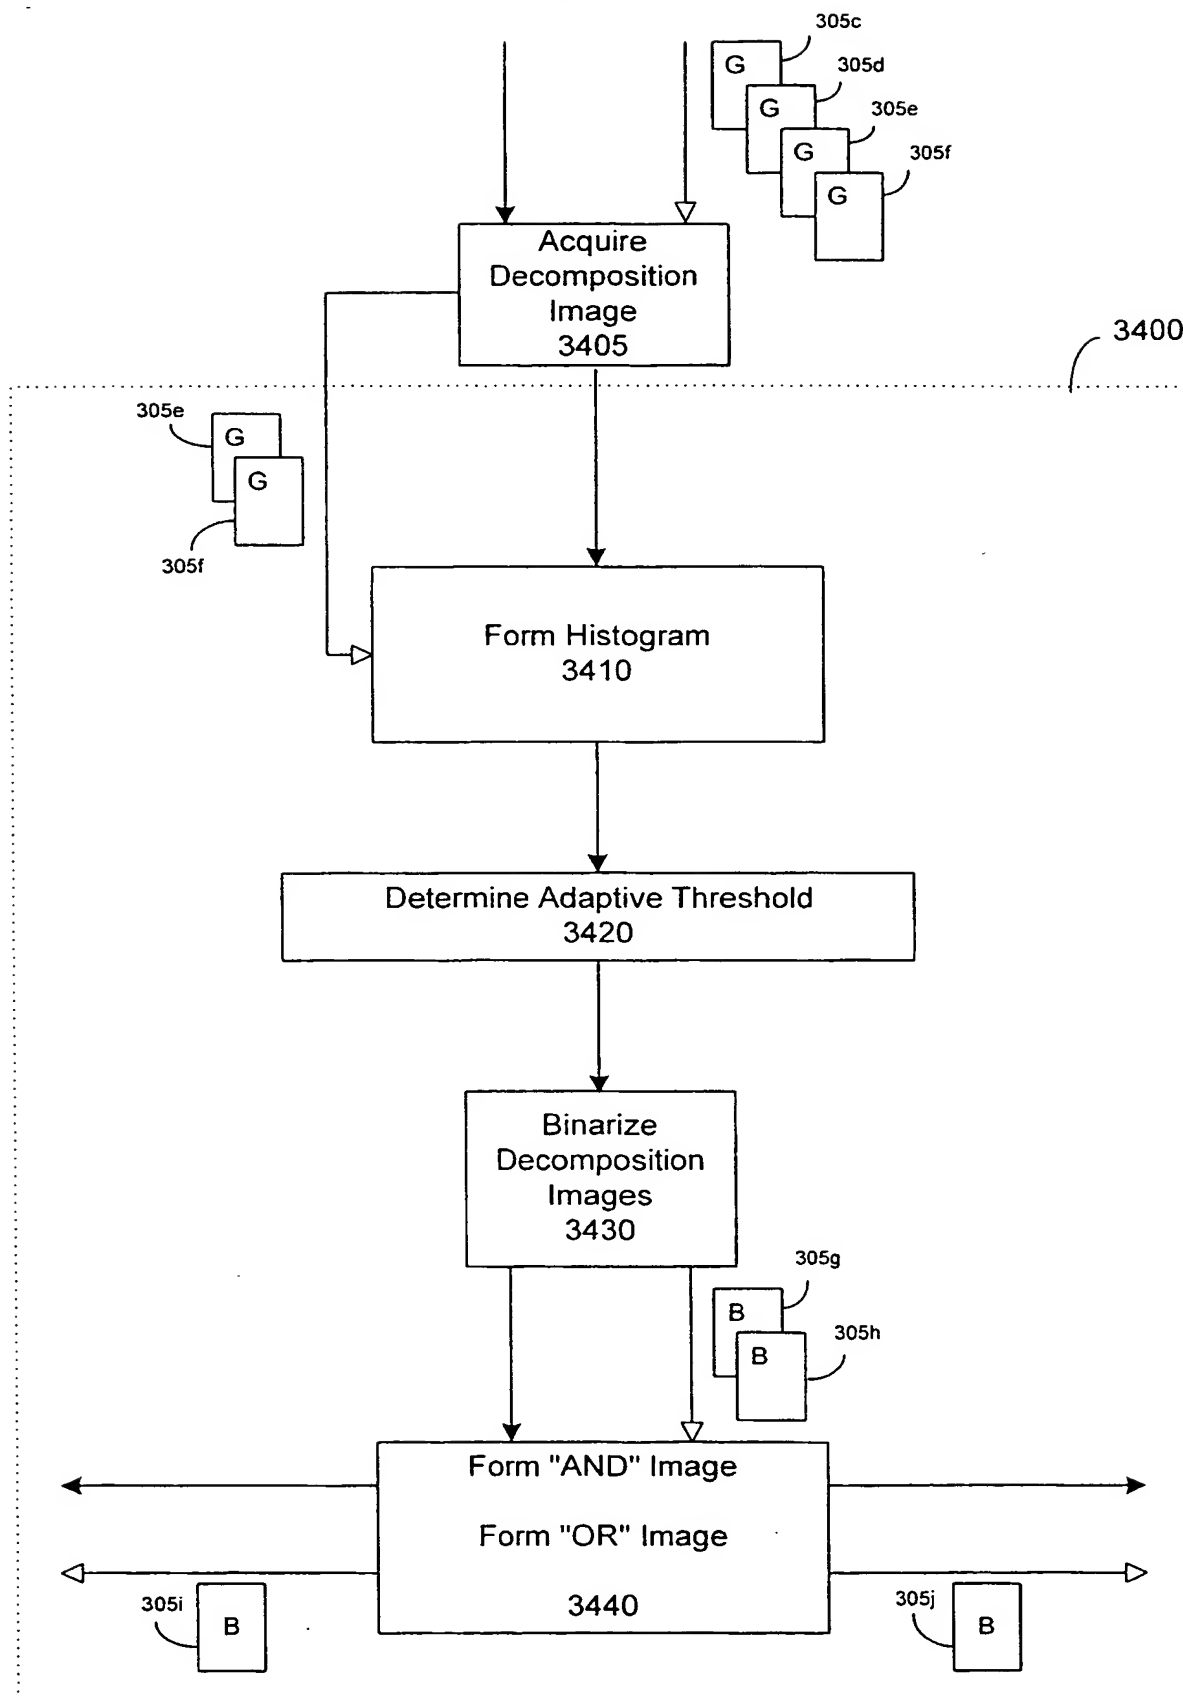 305c
G
305d
G
305e
G
305f
G
Acquire
Decomposition
Image
3405
3400
305e
G
G
305f
Form Histogram
3410
Determine Adaptive Threshold
3420
Binarize
Decomposition
Images
3430
305g
B
305h
B
Form "AND" Image
Form "OR" Image
3440
305i
B
305j
B